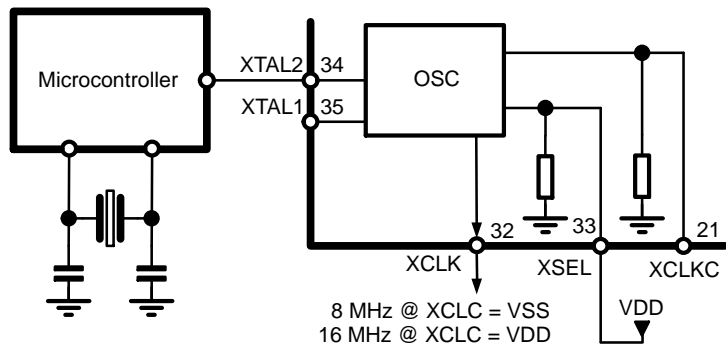 Microcontroller
XTAL2 34
XTAL1 35
OSC
32 33 21
XCLK XSEL XCLKC
8 MHz @ XCLC = VSS
16 MHz @ XCLC = VDD
VDD